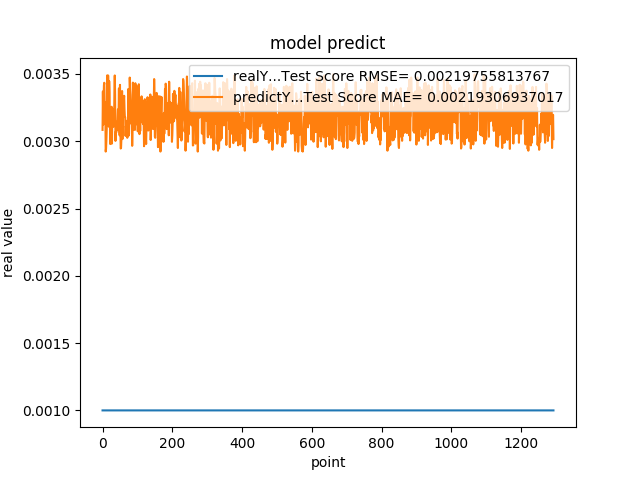 model predict
realY...Test Score RMSE= 0.00219755813767
predictY...Test Score MAE= 0.00219306937017
0.0035
0.0030
0.0025
0.0020
0.0015
0.0010
real value
0 200 400 600 800 1000 1200
point